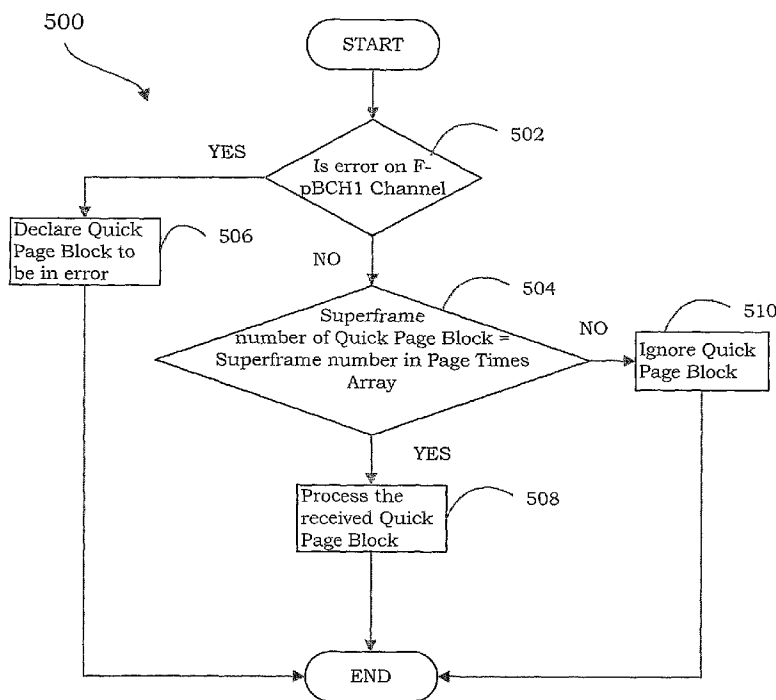 500
START
502
YES
Is error on F-
pBCH1 Channel
Declare Quick
Page Block to
be in error
506
NO
504
Superframe
number of Quick Page Block =
Superframe number in Page Times
Array
NO
510
Ignore Quick
Page Block
YES
Process the
received Quick
Page Block
508
END